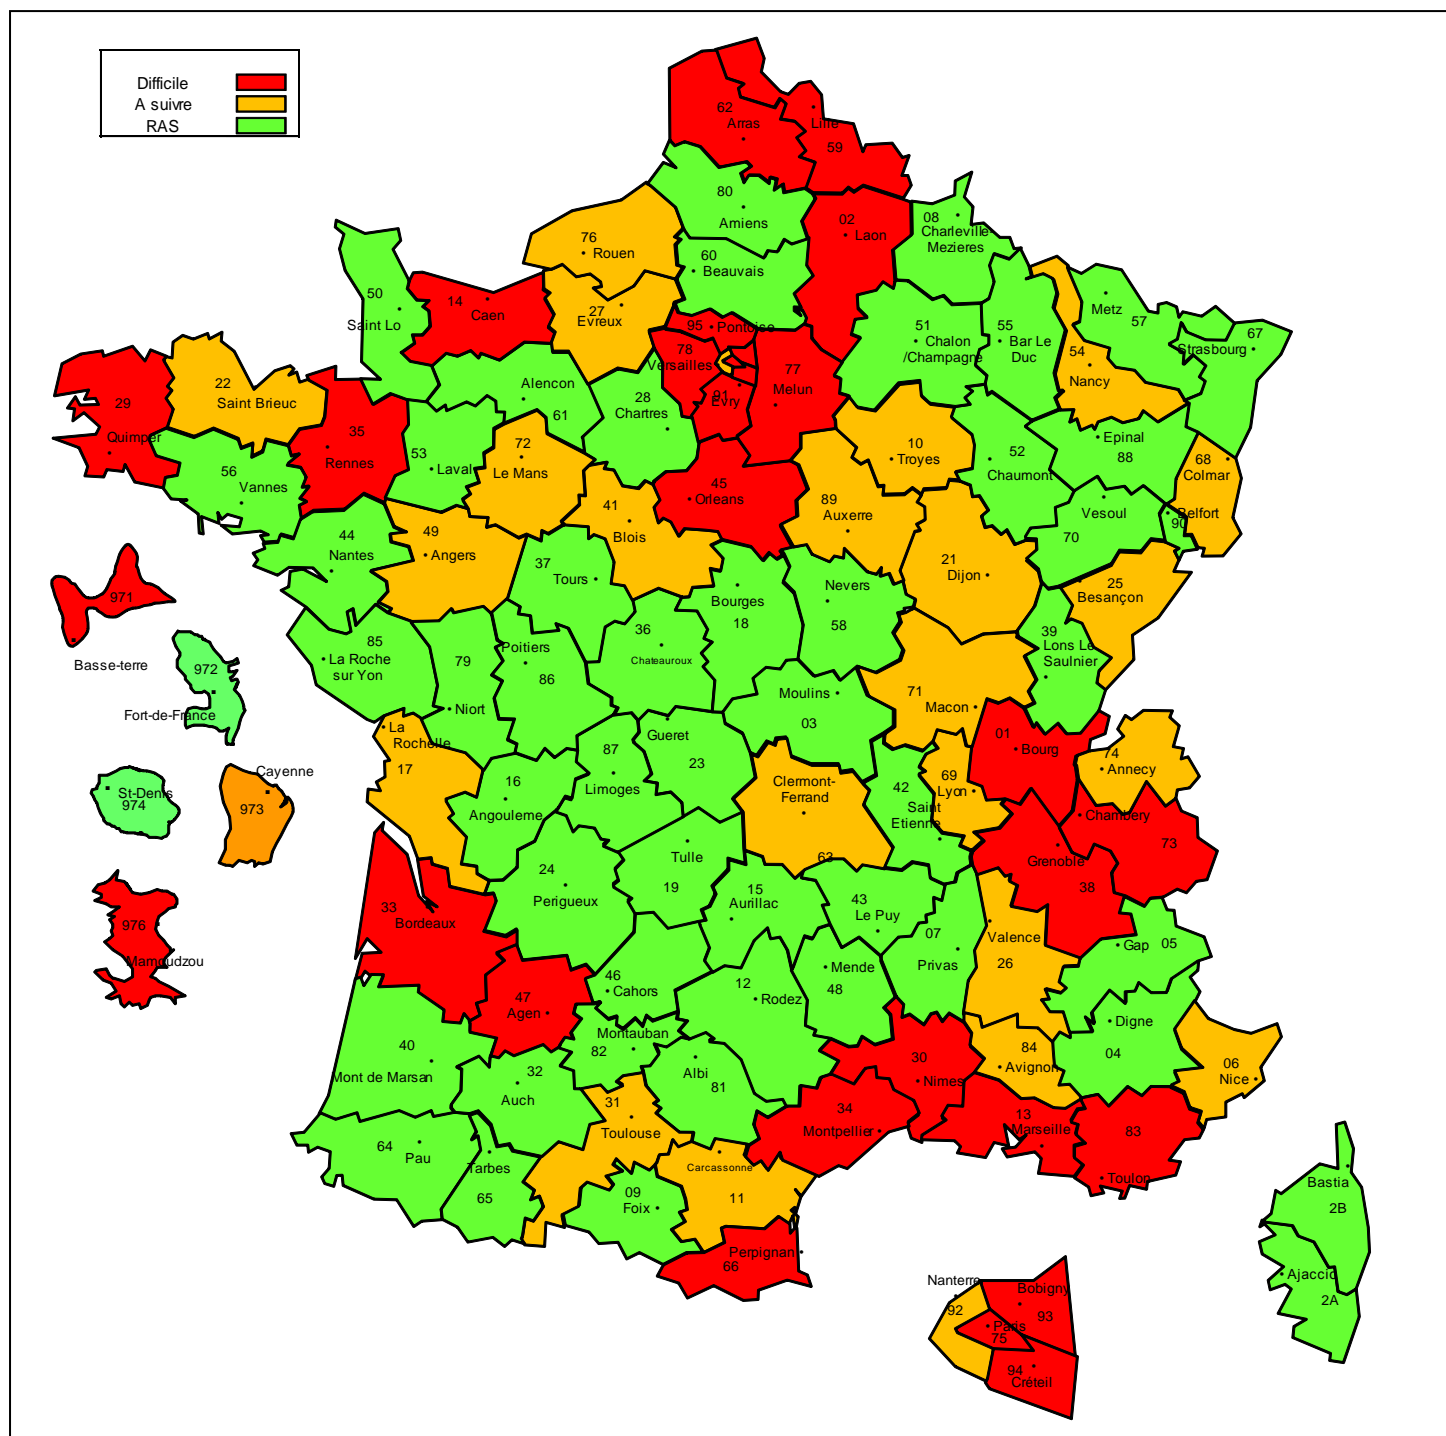 Difficile
A suivre
RAS
62
Arras
Lille
59
80
Amiens
02
Laon
08
Charleville-
Mezieres
76
Rouen
60
Beauvais
50
Saint Lo
14
Caen
27
Evreux
95
Pontoise
78
Versailles
91
Evry
77
Melun
51
Chalon
/Champagne
55
Bar Le
Duc
Metz
57
54
Nancy
67
Strasbourg
29
Quimper
22
Saint Brieuc
35
Rennes
56
Vannes
53
Laval
Alencon
61
72
Le Mans
28
Chartres
45
Orleans
10
Troyes
52
Chaumont
Epinal
88
68
Colmar
44
Nantes
49
Angers
41
Blois
89
Auxerre
21
Dijon
Vesoul
70
Belfort
90
25
Besançon
37
Tours
Bourges
18
Nevers
58
39
Lons Le
Saulnier
971
Basse-terre
972
Fort-de-France
St-Denis
974
Cayenne
973
976
Mamoudzou
85
La Roche
sur Yon
79
Niort
Poitiers
86
36
Chateauroux
Moulins
03
71
Macon
01
Bourg
74
Annecy
La
Rochelle
17
16
Angouleme
87
Limoges
Gueret
23
Clermont-
Ferrand
63
42
Saint
Etienne
69
Lyon
Chambery
73
Grenoble
38
33
Bordeaux
24
Perigueux
Tulle
19
15
Aurillac
43
Le Puy
07
Privas
Valence
26
Gap
05
47
Agen
46
Cahors
12
Rodez
Mende
48
Digne
04
06
Nice
40
Mont de Marsan
32
Auch
Montauban
82
Albi
81
30
Nimes
84
Avignon
64
Pau
Tarbes
65
31
Toulouse
09
Foix
Carcassonne
11
34
Montpellier
13
Marseille
83
Toulon
Perpignan
66
Bastia
2B
Ajaccio
2A
Nanterre
92
Bobigny
93
Paris
75
94
Créteil